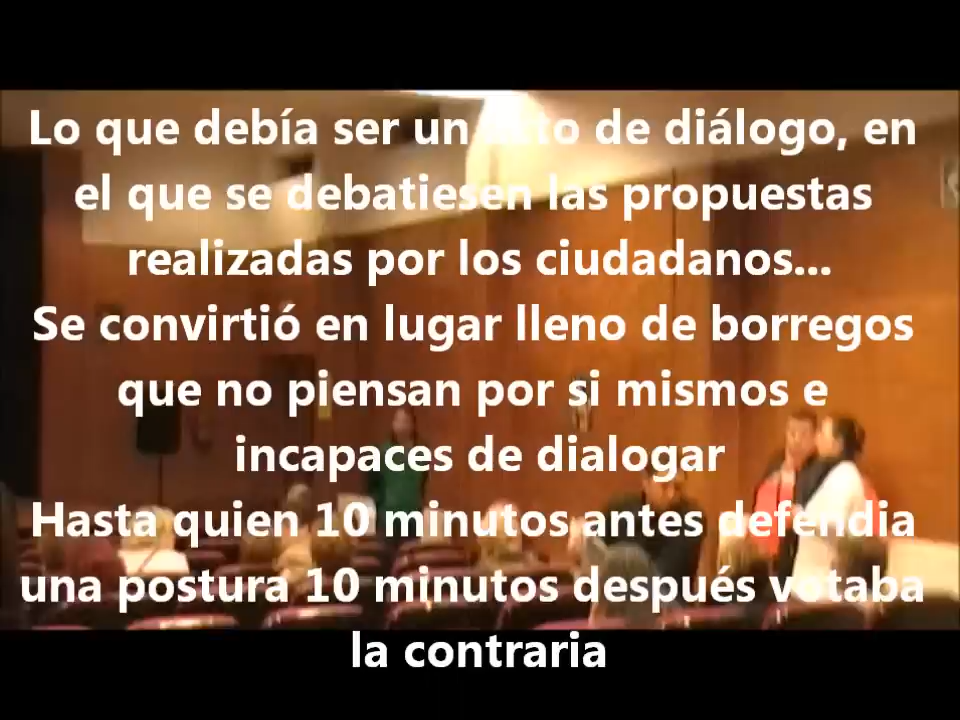 Lo que debía ser un acto de diálogo, en
el que se debatiesen las propuestas
realizadas por los ciudadanos...
Se convirtió en lugar lleno de borregos
que no piensan por si mismos e
incapaces de dialogar
Hasta quien 10 minutos antes defendia
una postura 10 minutos después votaba
la contraria